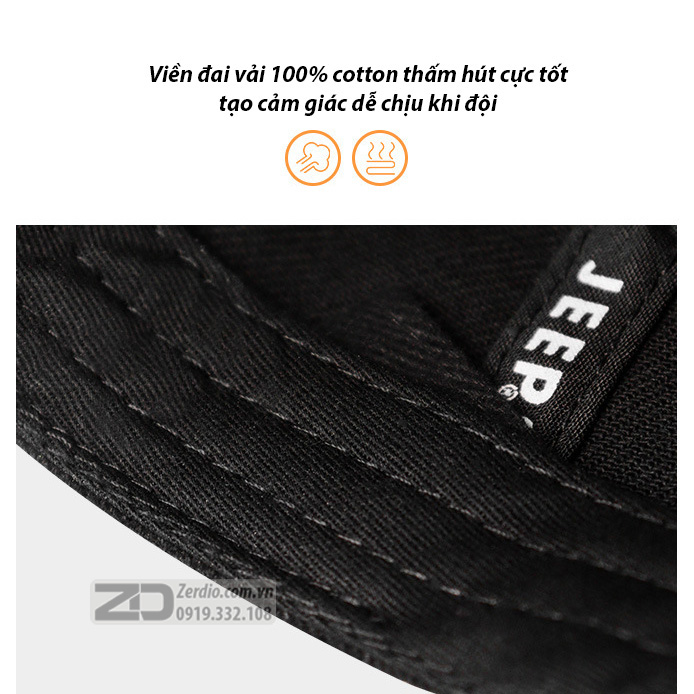 Viền đai vải 100% cotton thấm hút cực tốt
tạo cảm giác dễ chịu khi đội
JEEP®
ZD
Zerdio.com.vn
0919.332.108